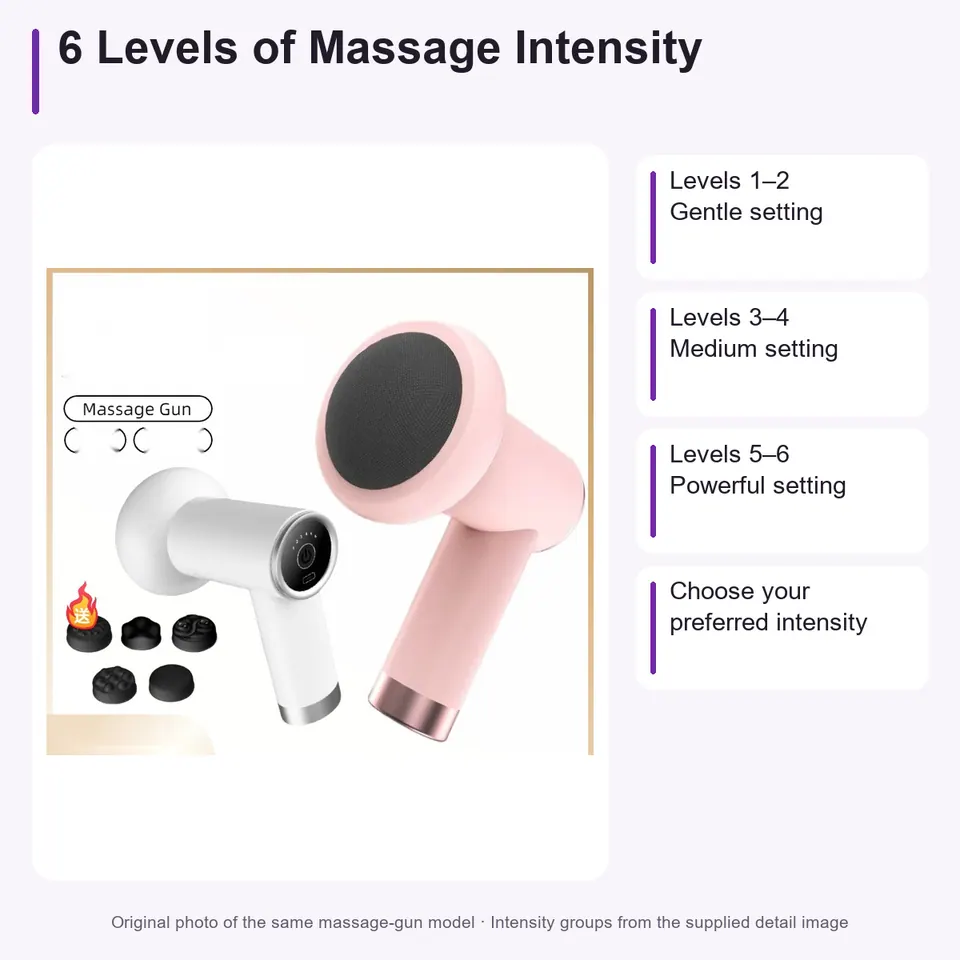 6 Levels of Massage Intensity
Levels 1–2
Gentle setting
Levels 3–4
Medium setting
Levels 5–6
Powerful setting
Choose your
preferred intensity
Massage Gun
送
Original photo of the same massage-gun model · Intensity groups from the supplied detail image